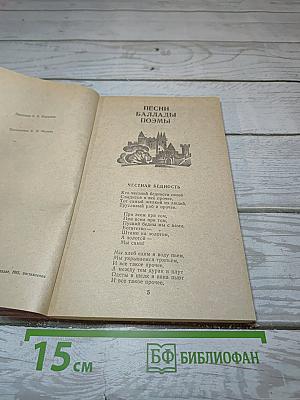 ПЕСНИ
БАЛЛАДЫ
ПОЭМЫ
ЧЕСТНАЯ БЕДНОСТЬ
Кто честной бедности своей
Стыдится и все прочее,
Тот самый жалкий из людей,
Трусливый раб и прочее.
При всем при том,
При всем при том,
Пускай бедны мы с вами,
Богатство —
Штамп на золотом,
А золотой —
Мы сами!
Мы хлеб едим и воду пьем,
Мы укрываемся тряпьем,
И все такое прочее,
А между тем дурак и плут
Одеты в шелк и вина пьют
И все такое прочее.
5
15 см
БФ БИБЛИОФАН